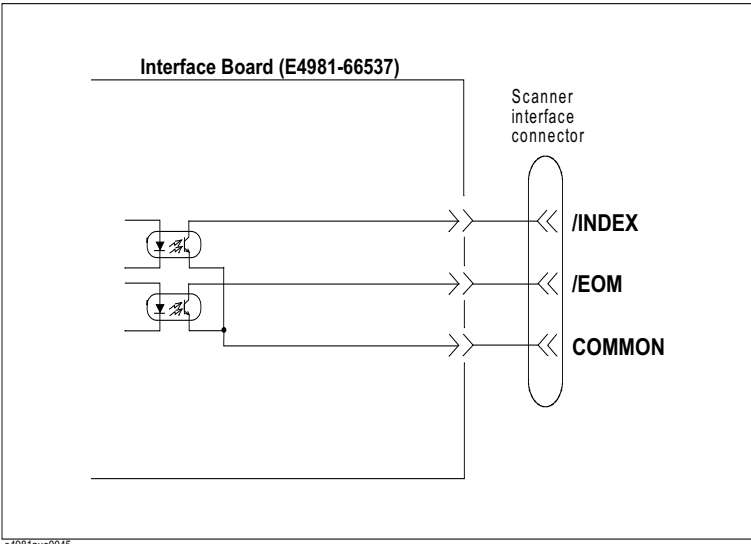 Interface Board (E4981-66537)
Scanner
interface
connector
/INDEX
/EOM
COMMON